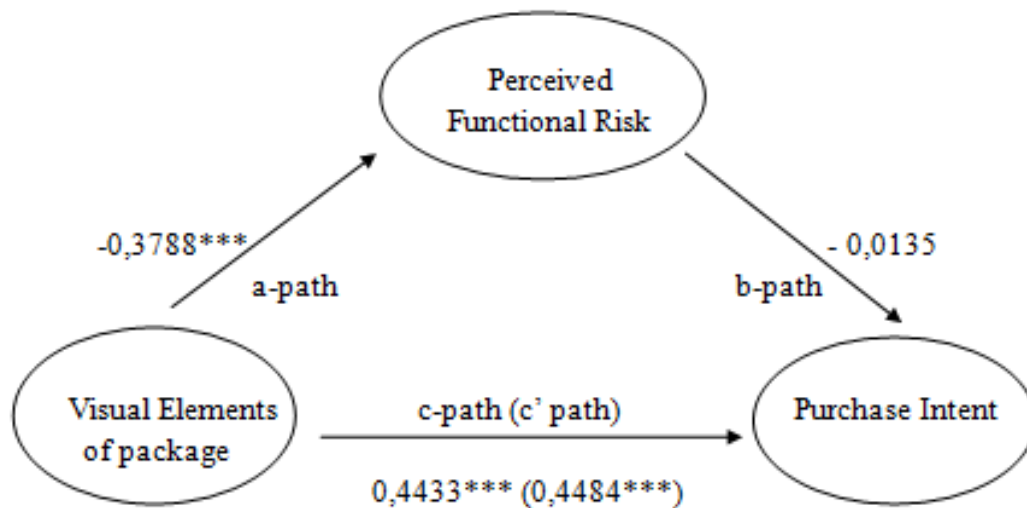 Perceived
Functional Risk
-0,3788***
- 0,0135
a-path
b-path
Visual Elements
of package
c-path (c’ path)
Purchase Intent
0,4433*** (0,4484***)